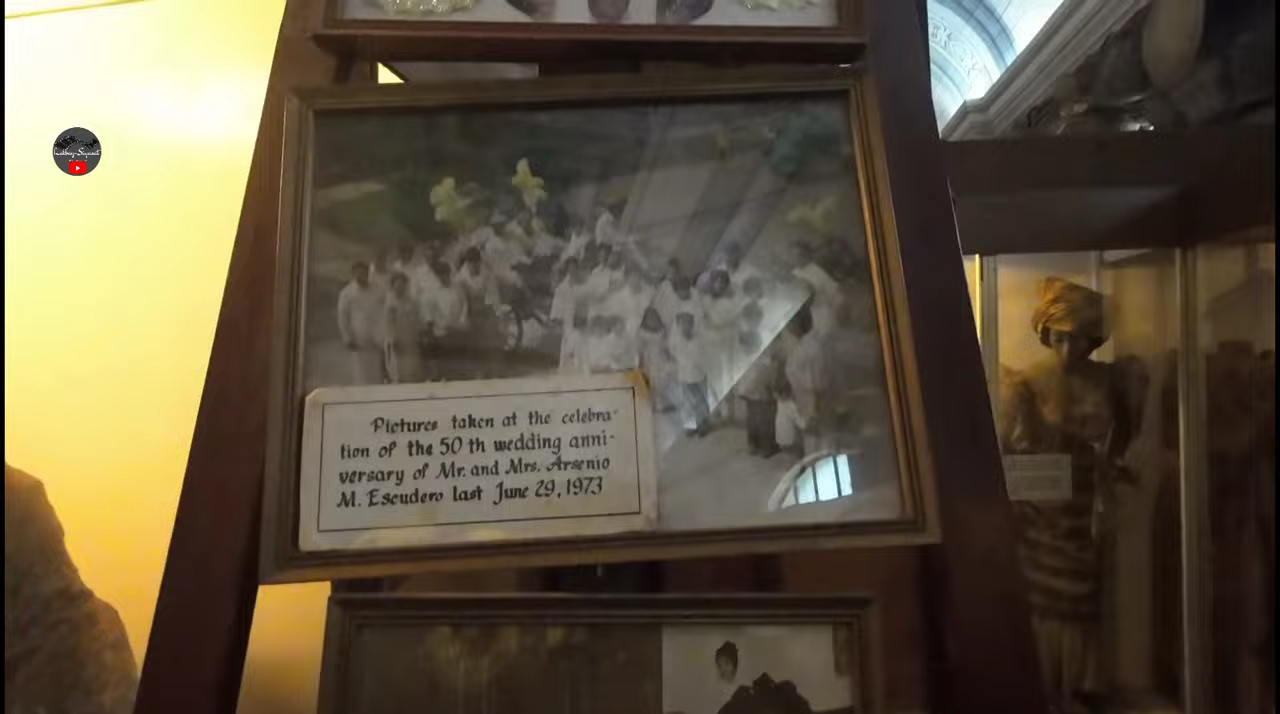 Pictures taken at the celebra-
tion of the 50 th wedding anni-
versary of Mr. and Mrs. Arsenio
M. Escudero last June 29, 1973